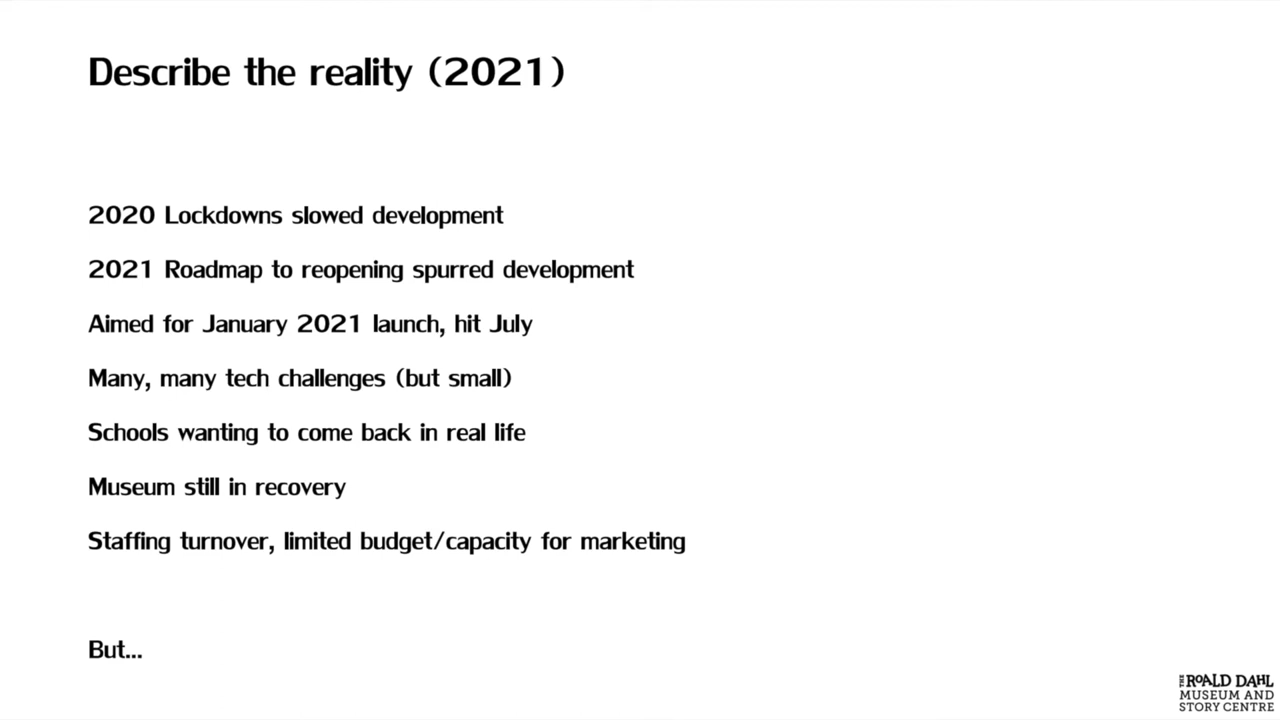 Describe the reality (2021)
2020 Lockdowns slowed development
2021 Roadmap to reopening spurred development
Aimed for January 2021 launch, hit July
Many, many tech challenges (but small)
Schools wanting to come back in real life
Museum still in recovery
Staffing turnover, limited budget/capacity for marketing
But...
THE ROALD DAHL
MUSEUM AND
STORY CENTRE